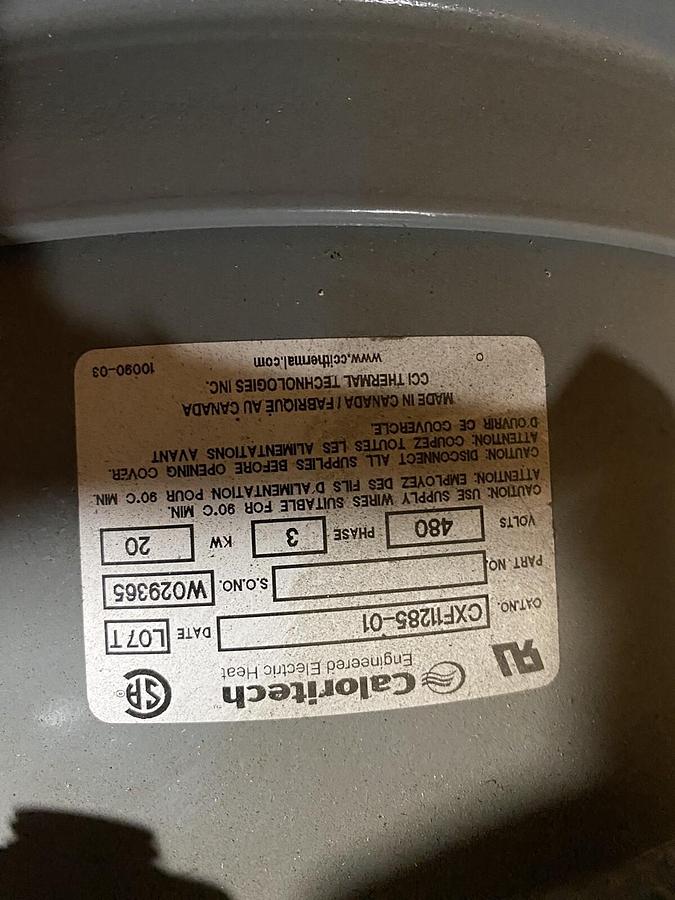 Caloritech™
Engineered Electric Heat
CAT.NO. CXF11285-01 DATE L07T
PART. NO. S.O.NO. W029365
VOLTS 480 PHASE 3 KW 20
CAUTION: USE SUPPLY WIRES SUITABLE FOR 90°C MIN.
ATTENTION: EMPLOYEZ DES FILS D'ALIMENTATION POUR 90°C MIN.
CAUTION: DISCONNECT ALL SUPPLIES BEFORE OPENING COVER.
ATTENTION: COUPEZ TOUTES LES ALIMENTATIONS AVANT
D'OUVRIR CE COUVERCLE.
MADE IN CANADA / FABRIQUÉ AU CANADA
CCI THERMAL TECHNOLOGIES INC.
www.ccithermal.com 10090-03